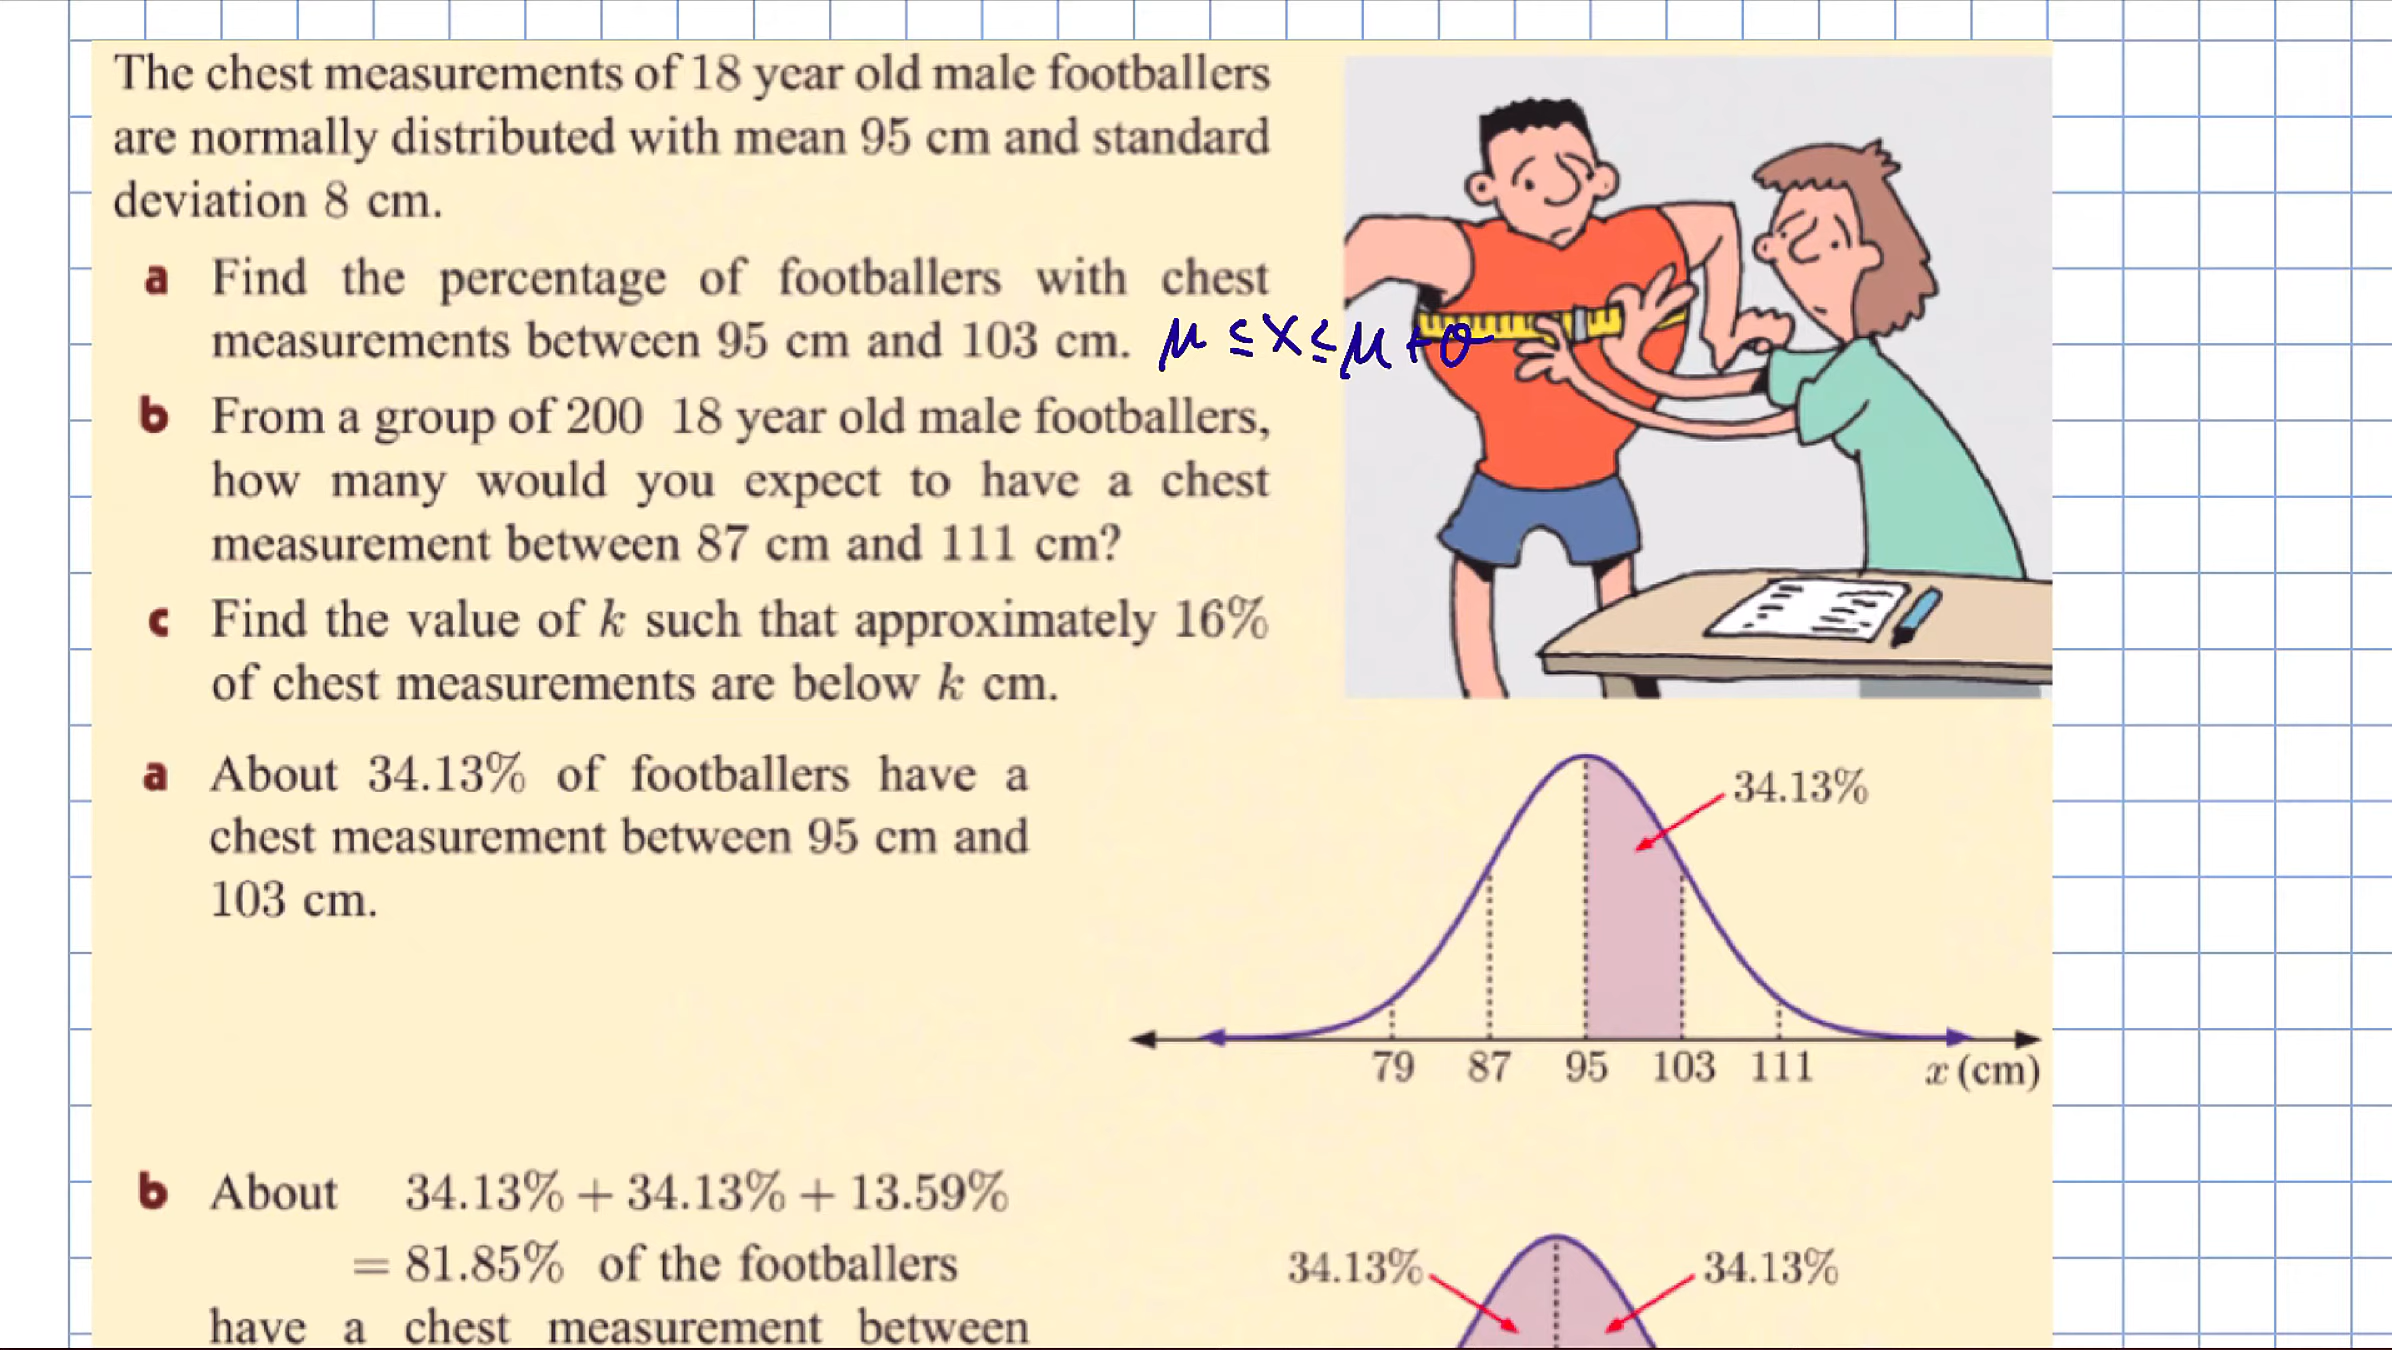 The chest measurements of 18 year old male footballers
are normally distributed with mean 95 cm and standard
deviation 8 cm.
a Find the percentage of footballers with chest
measurements between 95 cm and 103 cm. μ ≤ X ≤ μ + σ
b From a group of 200 18 year old male footballers,
how many would you expect to have a chest
measurement between 87 cm and 111 cm?
c Find the value of k such that approximately 16%
of chest measurements are below k cm.
a About 34.13% of footballers have a
chest measurement between 95 cm and
103 cm.
34.13%
79 87 95 103 111 x (cm)
b About 34.13% + 34.13% + 13.59%
= 81.85% of the footballers
have a chest measurement between
34.13% 34.13%